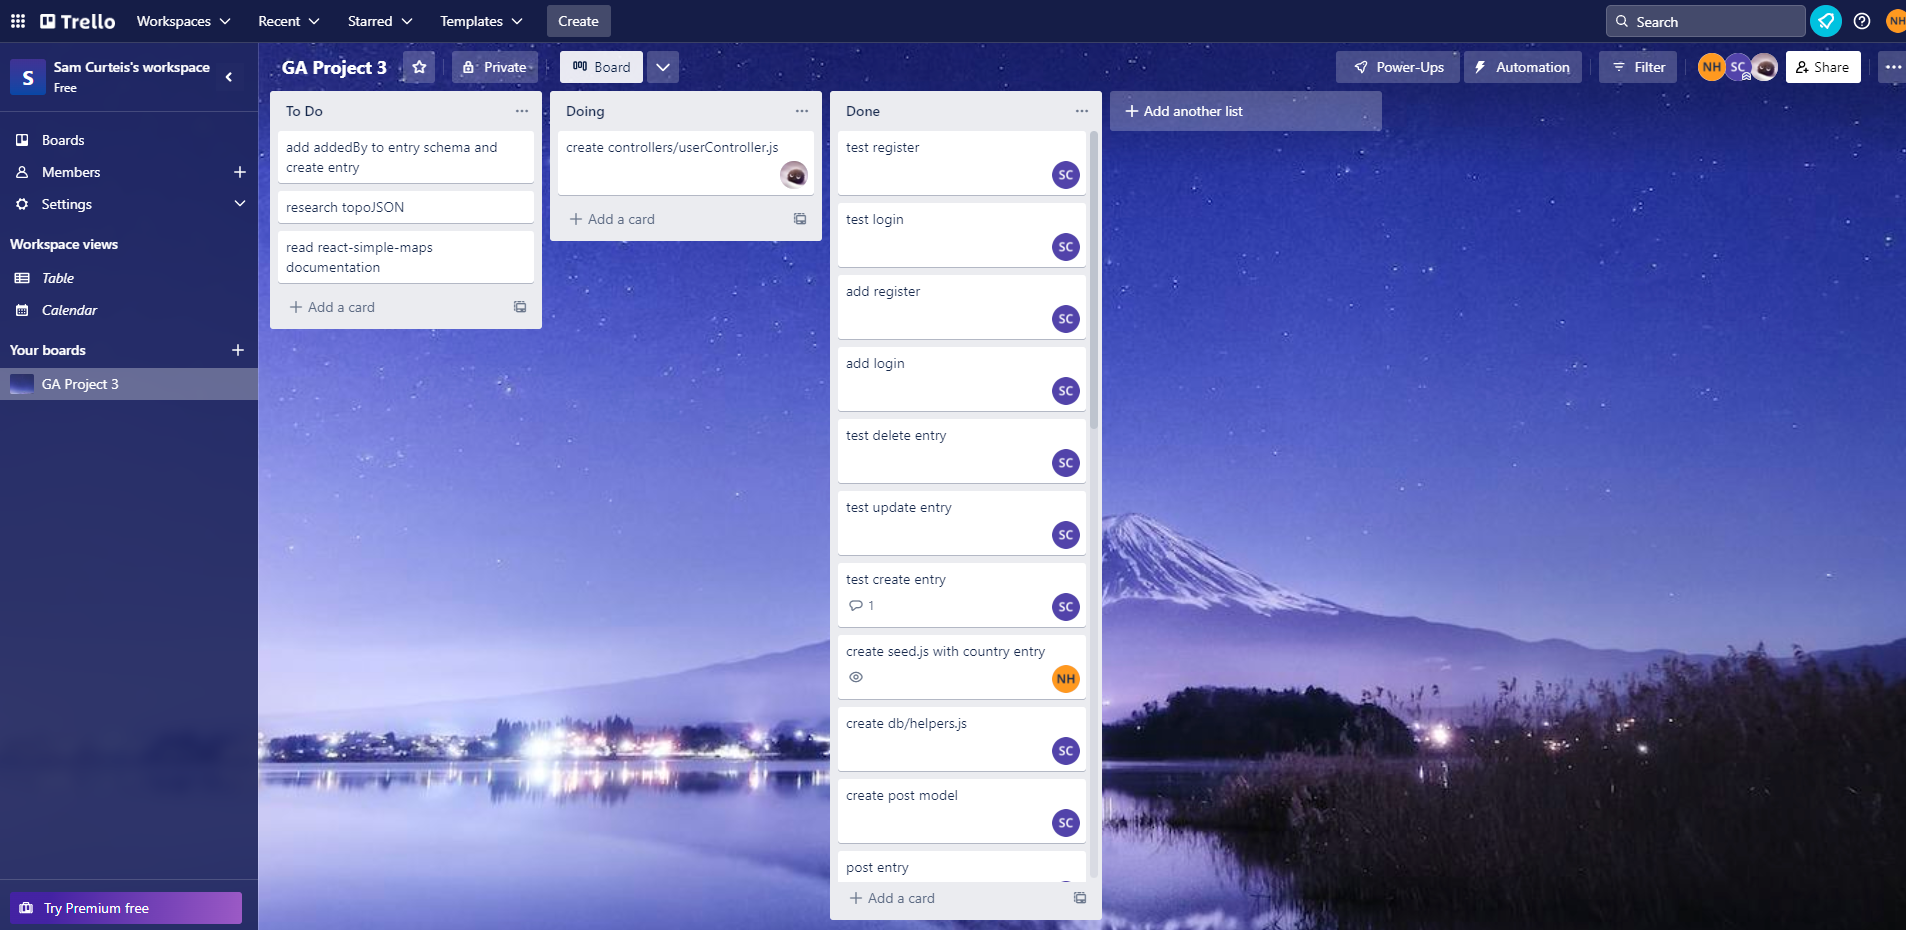 Trello
Workspaces
Recent
Starred
Templates
Create
Search
NH
S
Sam Curteis's workspace
Free
GA Project 3
Private
Board
Power-Ups
Automation
Filter
NH
SC
Share
Boards
Members
Settings
Workspace views
Table
Calendar
Your boards
GA Project 3
Try Premium free
To Do
add addedBy to entry schema and
create entry
research topoJSON
read react-simple-maps
documentation
Add a card
Doing
create controllers/userController.js
Add a card
Done
test register
SC
test login
SC
add register
SC
add login
SC
test delete entry
SC
test update entry
SC
test create entry
1
SC
create seed.js with country entry
NH
create db/helpers.js
SC
create post model
SC
post entry
Add a card
Add another list